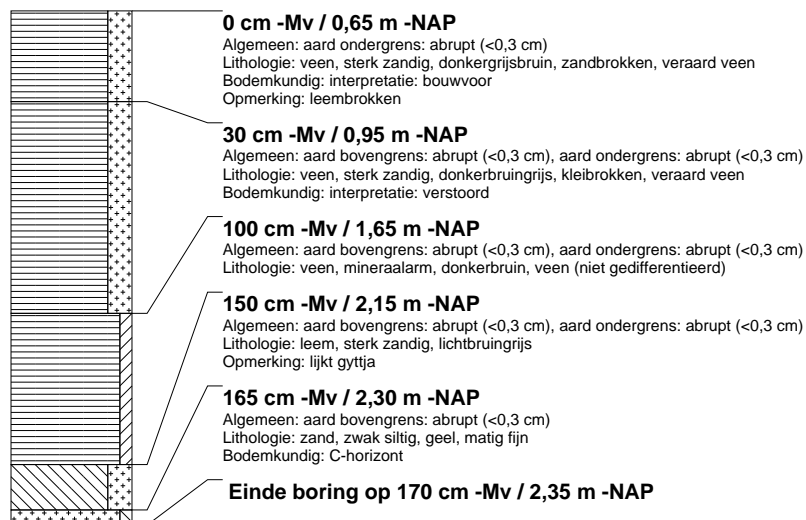 0 cm -Mv / 0,65 m -NAP
Algemeen: aard ondergrens: abrupt (<0,3 cm)
Lithologie: veen, sterk zandig, donkergrijsbruin, zandbrokken, veraard veen
Bodemkundig: interpretatie: bouwvoor
Opmerking: leembrokken
30 cm -Mv / 0,95 m -NAP
Algemeen: aard bovengrens: abrupt (<0,3 cm), aard ondergrens: abrupt (<0,3 cm)
Lithologie: veen, sterk zandig, donkerbruingrijs, kleibrokken, veraard veen
Bodemkundig: interpretatie: verstoord
100 cm -Mv / 1,65 m -NAP
Algemeen: aard bovengrens: abrupt (<0,3 cm), aard ondergrens: abrupt (<0,3 cm)
Lithologie: veen, mineraalarm, donkerbruin, veen (niet gedifferentieerd)
150 cm -Mv / 2,15 m -NAP
Algemeen: aard bovengrens: abrupt (<0,3 cm), aard ondergrens: abrupt (<0,3 cm)
Lithologie: leem, sterk zandig, lichtbruingrijs
Opmerking: lijkt gyttja
165 cm -Mv / 2,30 m -NAP
Algemeen: aard bovengrens: abrupt (<0,3 cm)
Lithologie: zand, zwak siltig, geel, matig fijn
Bodemkundig: C-horizont
Einde boring op 170 cm -Mv / 2,35 m -NAP